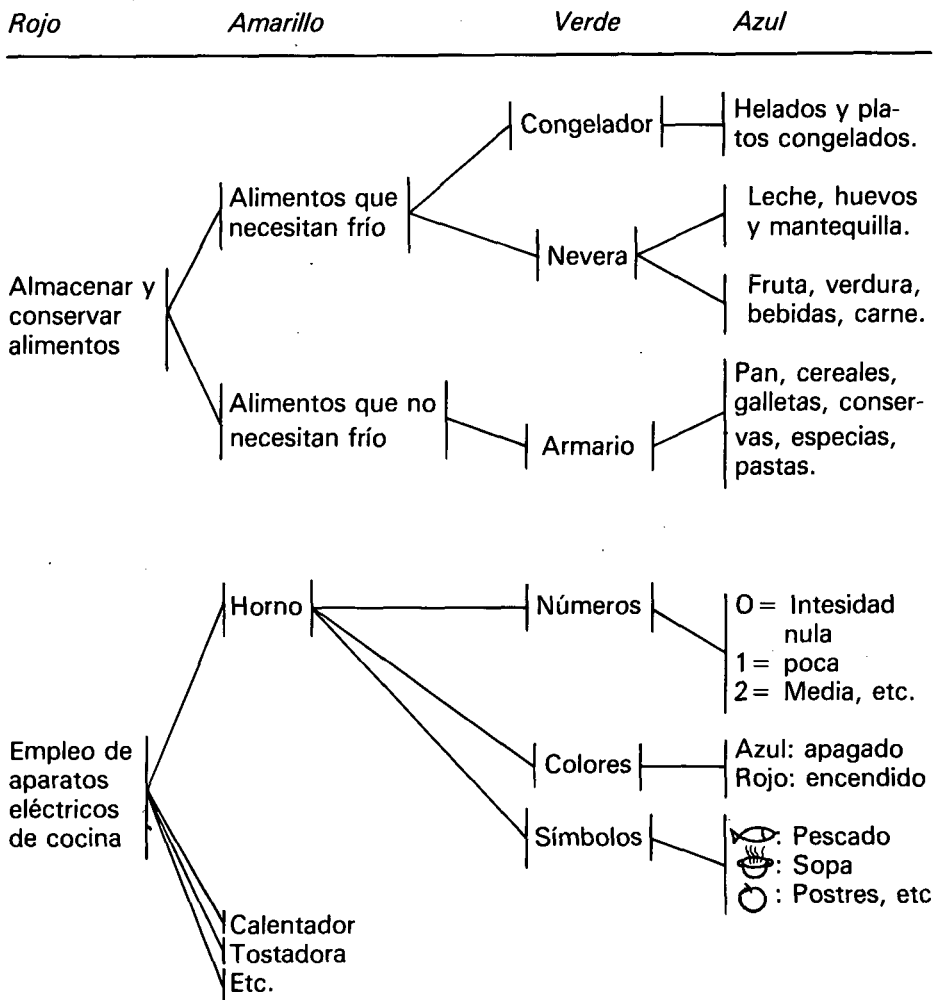 Rojo Amarillo Verde Azul
Congelador
Helados y pla-
tos congelados.
Alimentos que
necesitan frío
Leche, huevos
y mantequilla.
Nevera
Almacenar y
conservar
alimentos
Fruta, verdura,
bebidas, carne.
Alimentos que no
necesitan frío
Armario
Pan, cereales,
galletas, conser-
vas, especias,
pastas.
Horno
Números
O = Intesidad
nula
1 = poca
2 = Media, etc.
Empleo de
aparatos
eléctricos
de cocina
Colores
Azul: apagado
Rojo: encendido
Símbolos
: Pescado
: Sopa
: Postres, etc
Calentador
Tostadora
Etc.